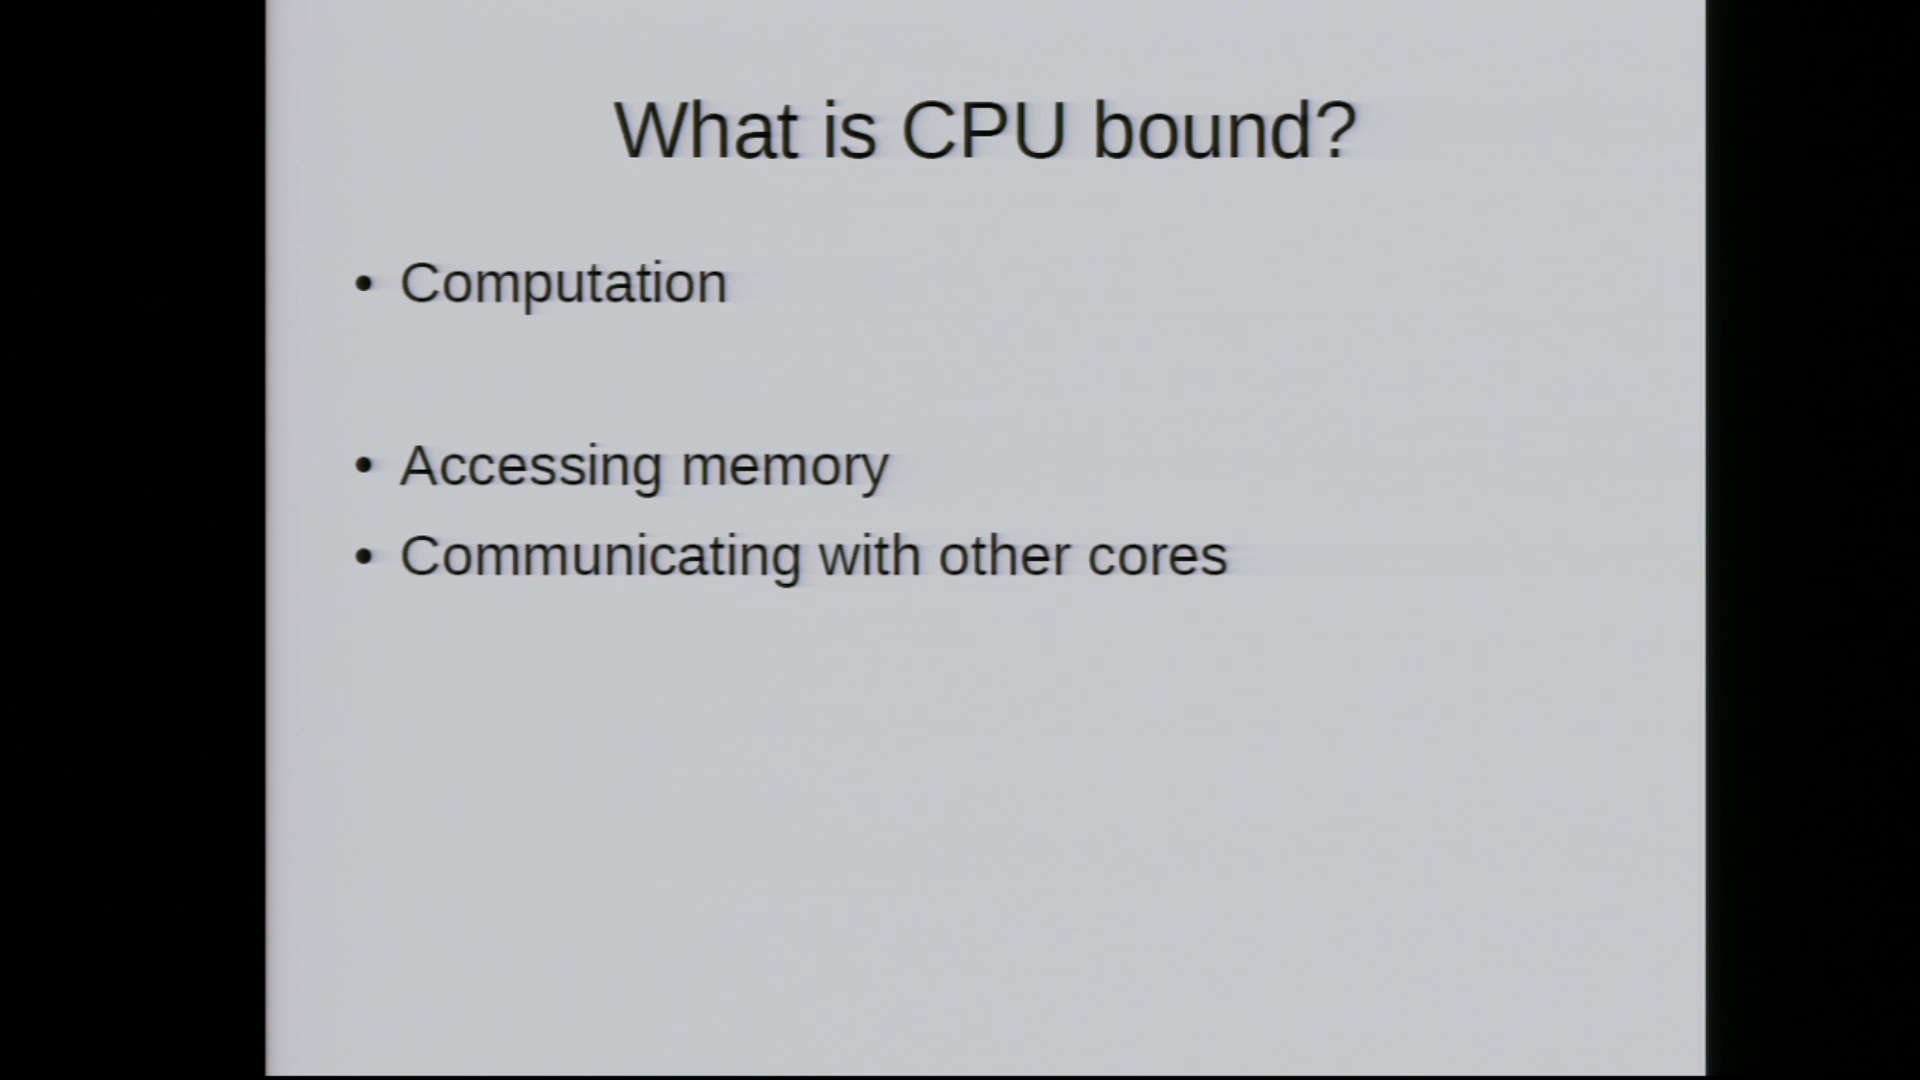 What is CPU bound?
• Computation
• Accessing memory
• Communicating with other cores